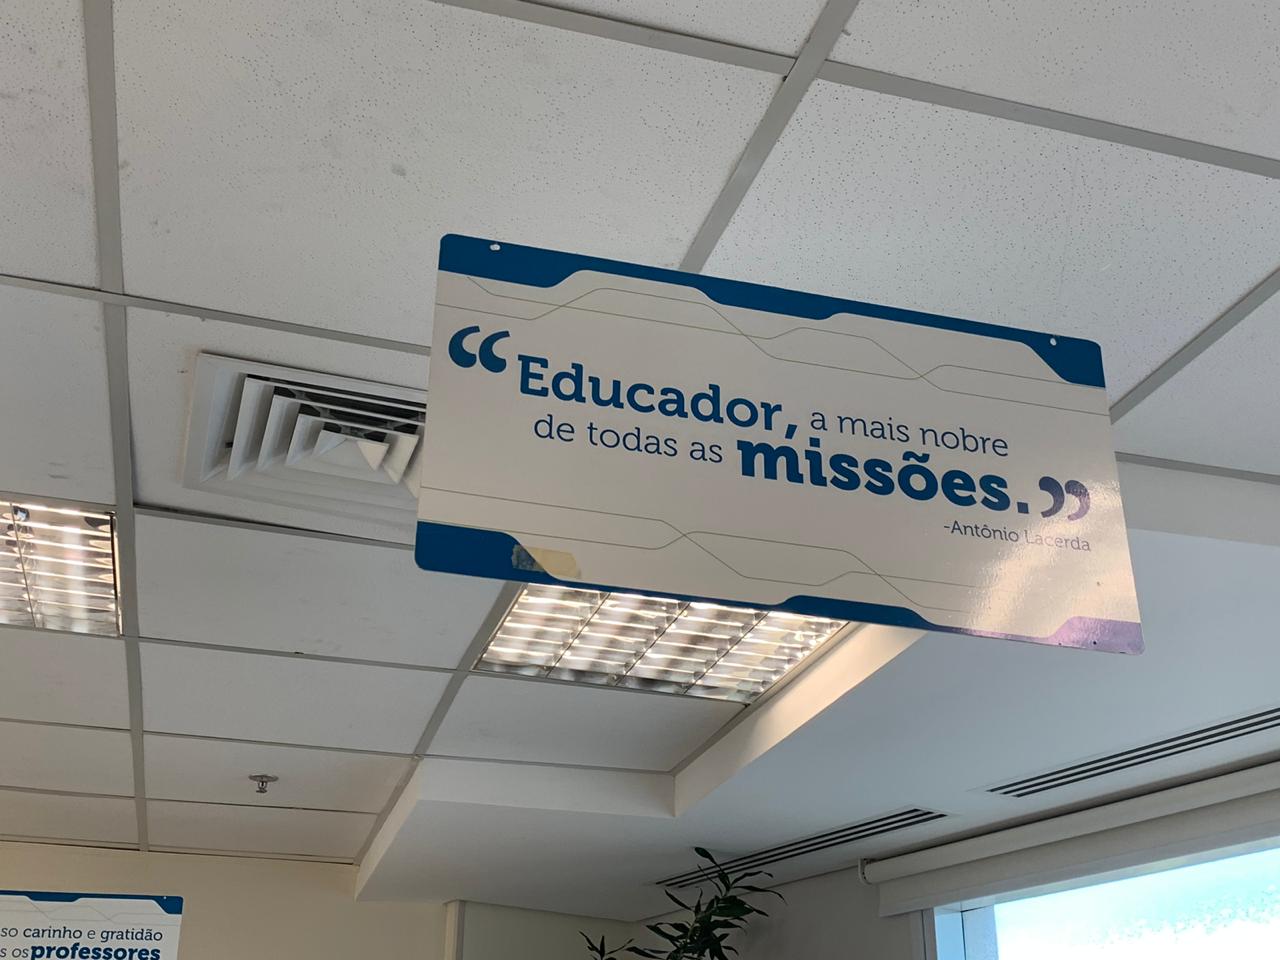 “Educador, a mais nobre
de todas as missões.”
-Antônio Lacerda
so carinho e gratidão
s os professores